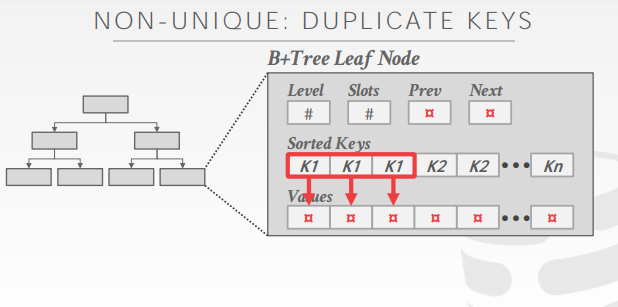 NON-UNIQUE: DUPLICATE KEYS
B+Tree Leaf Node
Level Slots Prev Next
# # ¤ ¤
Sorted Keys
K1 K1 K1 K2 K2 ••• Kn
Values
¤ ¤ ¤ ¤ ¤ ••• ¤